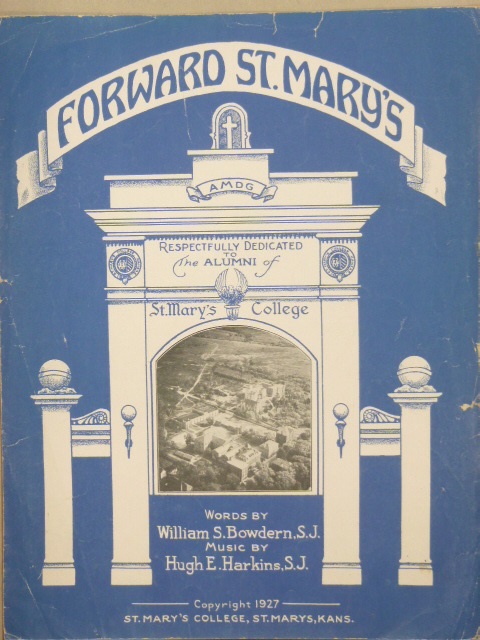 FORWARD ST. MARY'S
AMDG
RESPECTFULLY DEDICATED
TO
The ALUMNI of
St. Mary's College
WORDS BY
William S. Bowdern, S.J.
MUSIC BY
Hugh E. Harkins, S.J.
Copyright 1927
ST. MARY'S COLLEGE, ST. MARYS, KANS.